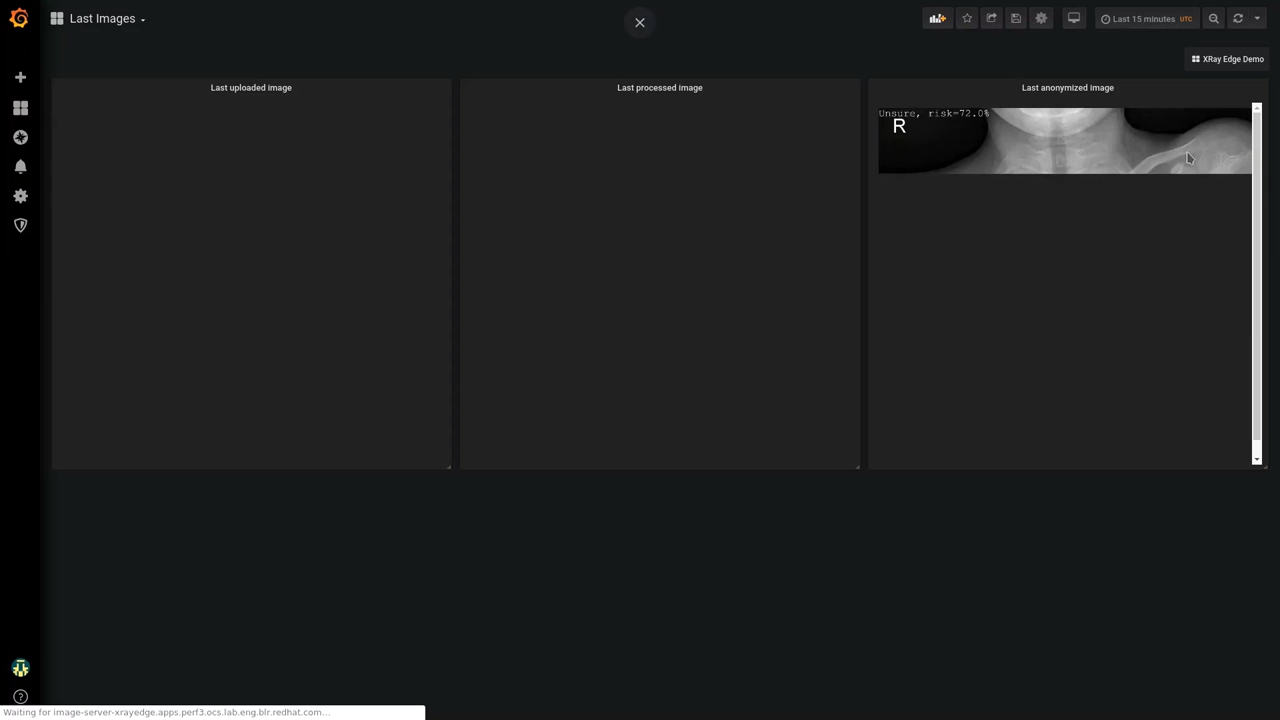 Last Images
Last 15 minutes UTC
XRay Edge Demo
Last uploaded image
Last processed image
Last anonymized image
Unsure, risk=72.0%
R
Waiting for image-server-xrayedge.apps.perf3.ocs.lab.eng.blr.redhat.com...